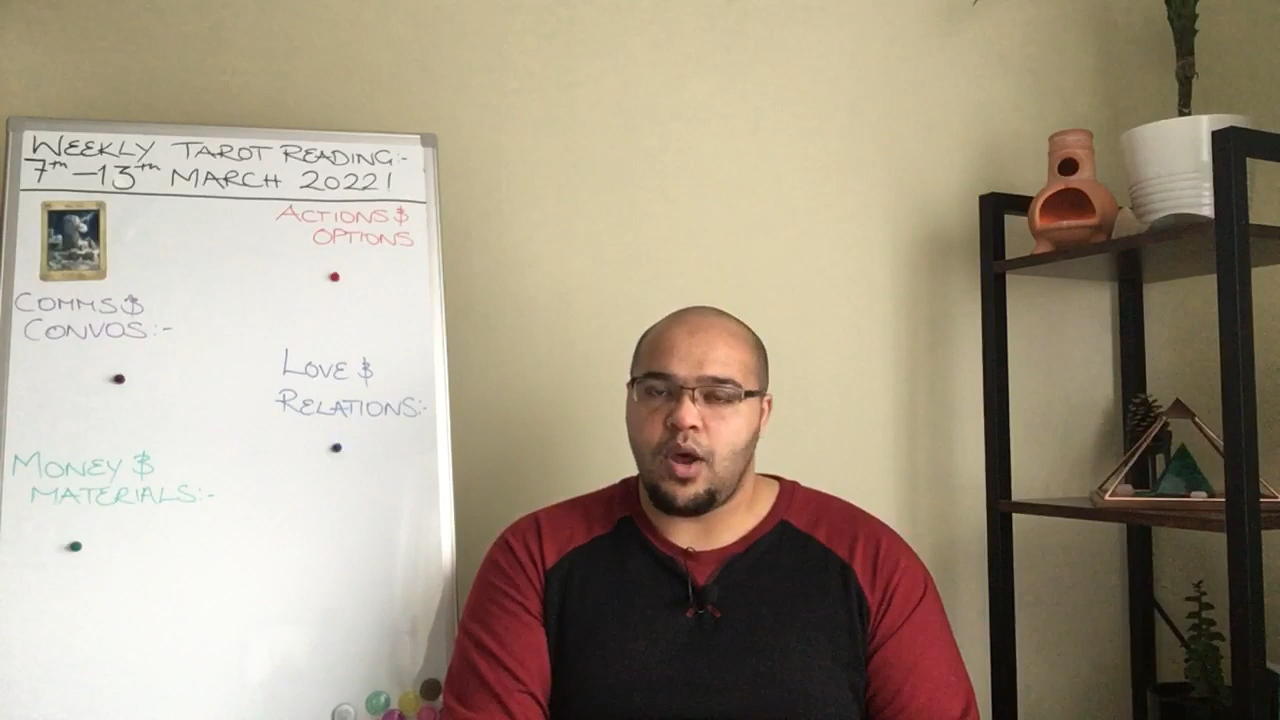 WEEKLY TAROT READING:-
7th-13th MARCH 2022!
ACTIONS &
OPTIONS
COMMS &
CONVOS:-
LOVE &
RELATIONS:-
MONEY &
MATERIALS:-